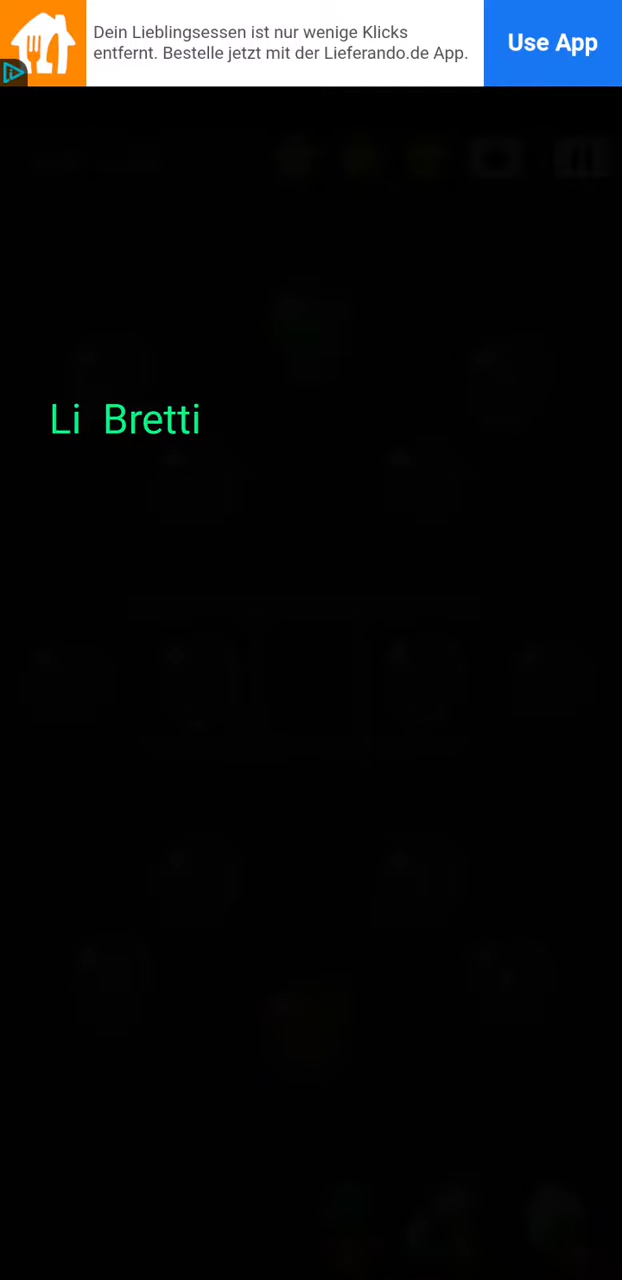 Dein Lieblingsessen ist nur wenige Klicks
entfernt. Bestelle jetzt mit der Lieferando.de App.
Use App
Li  Bretti